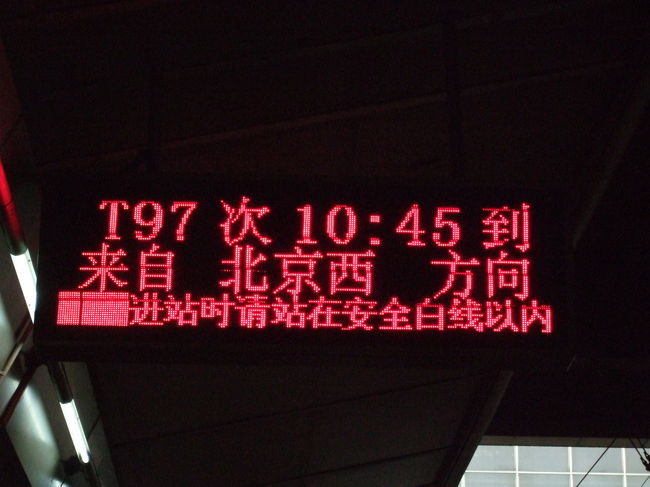 T97 次 10:45 到
来自 北京西 方向
进站时请站在安全白线以内